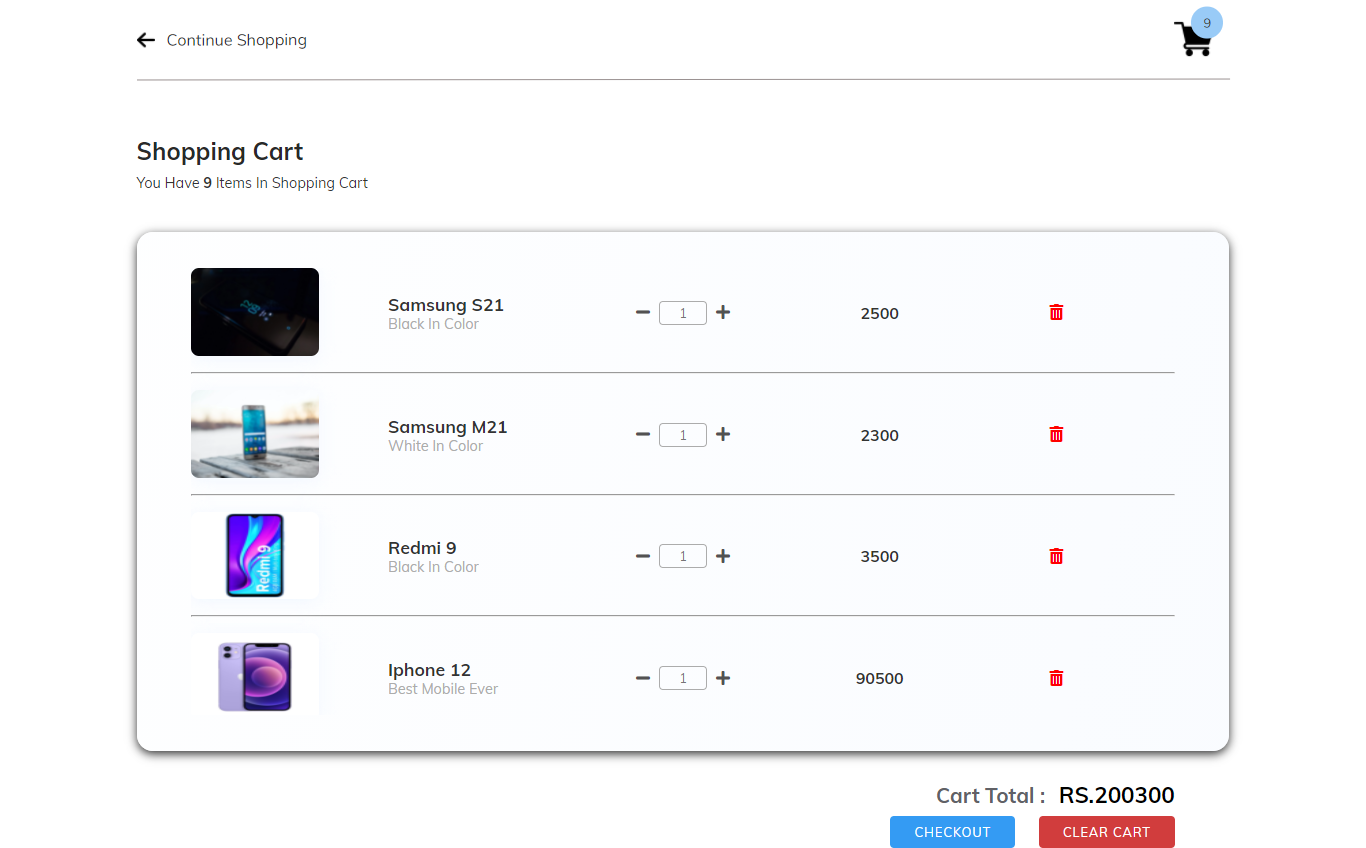 Continue Shopping
9
Shopping Cart
You Have 9 Items In Shopping Cart
Samsung S21
Black In Color
1
2500
Samsung M21
White In Color
1
2300
Redmi 9
Redmi 9
Black In Color
1
3500
Iphone 12
Best Mobile Ever
1
90500
Cart Total : RS.200300
CHECKOUT CLEAR CART